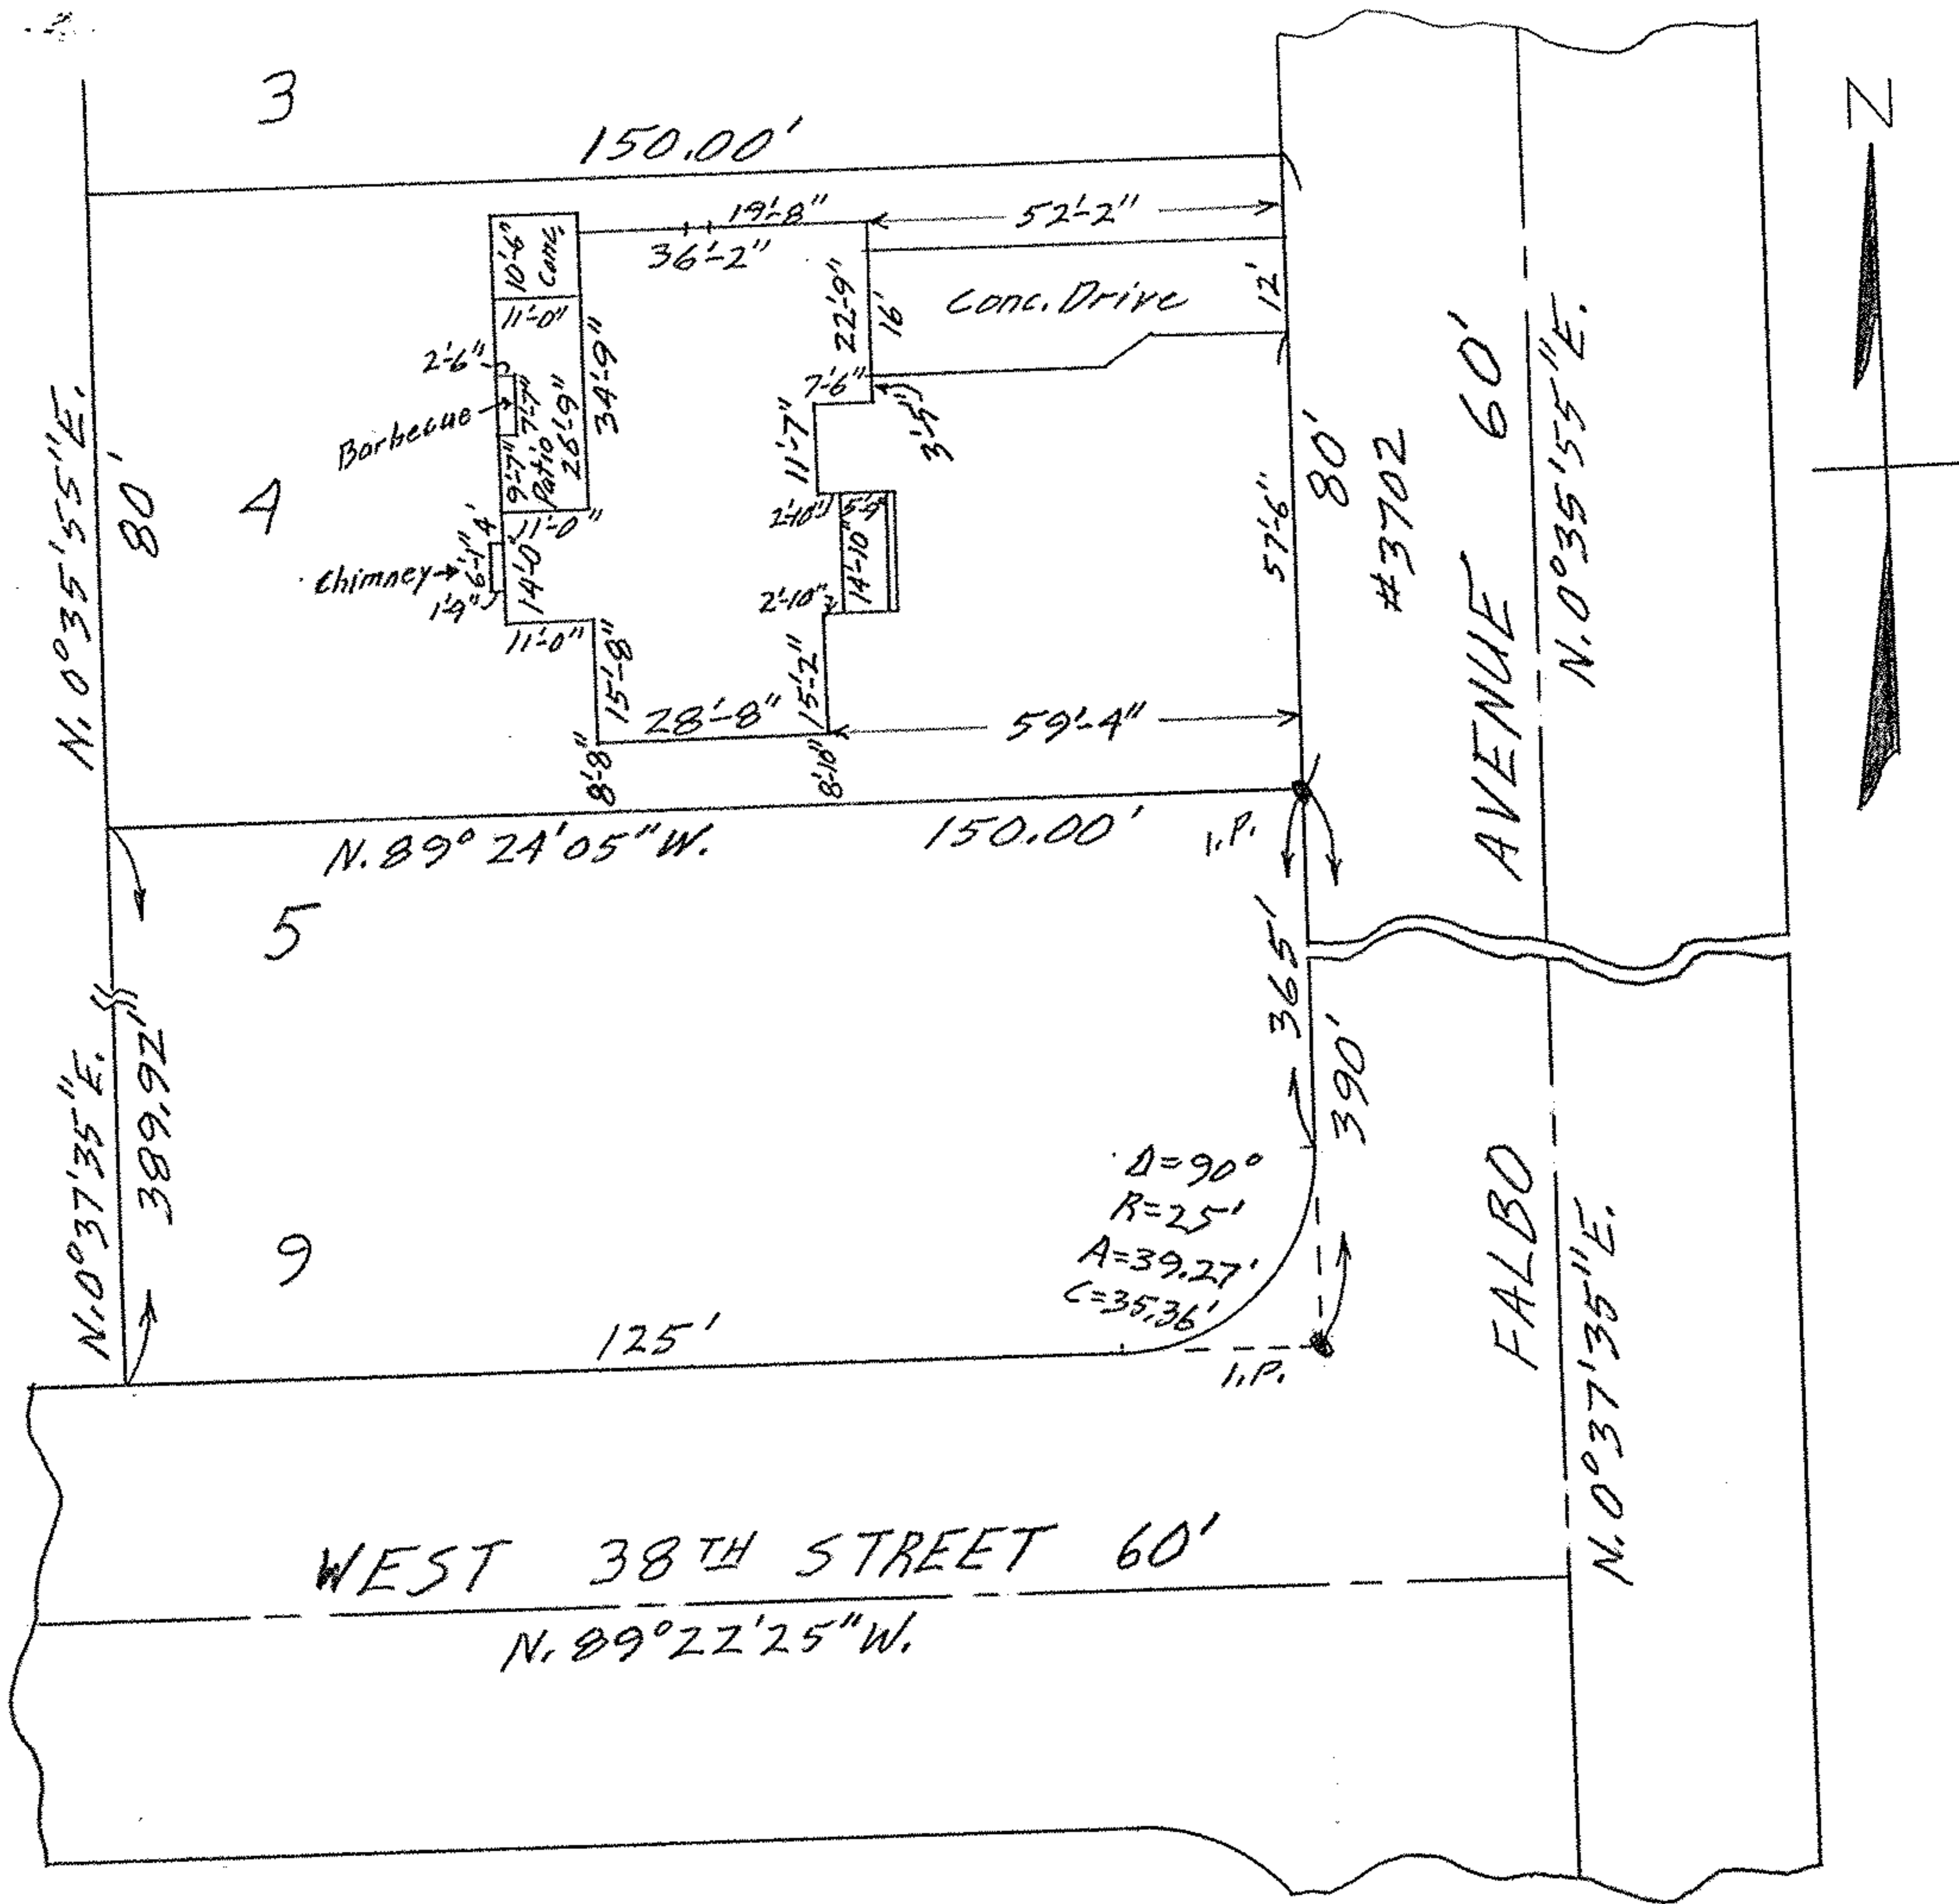 3
150.00'
N
19'-8"
52'-2"
36'-2"
10'-6"
Conc.
11'-0"
22'-9"
16'
Conc. Drive
12'
2'-6"
34'-9"
7'-6"
Barbecue
7'-7"
9'-7"
Patio
26'-9"
11'-7"
3'-5"
N. 0°35'55"E.
80'
4
11'-0"
4'
6'-1"
Chimney
1'-9"
14'-0"
11'-0"
2'-10"
5'-9"
14'-10"
2'-10"
57'-6"
80'
#3702
60'
N. 0°35'55"E.
15'-8"
28'-8"
15'-2"
59'-4"
8'-8"
8'-10"
N. 89° 24' 05" W.
150.00'
I.P.
AVENUE
5
365'
390'
N. 0°37'35"E.
389.92'
9
Δ=90°
R=25'
A=39.27'
C=35.36'
125'
I.P.
FALBO
N. 0°37'35"E.
WEST 38TH STREET 60'
N. 89°22'25"W.